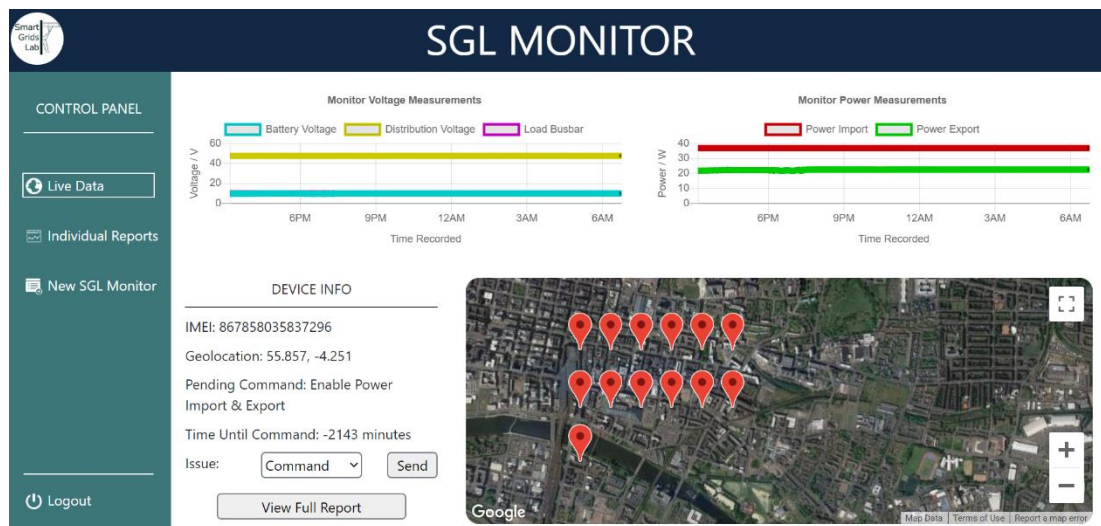 Smart
Grids
Lab
SGL MONITOR
CONTROL PANEL
Live Data
Individual Reports
New SGL Monitor
Logout
Monitor Voltage Measurements
Battery Voltage Distribution Voltage Load Busbar
Voltage / V
60
40
20
0
6PM 9PM 12AM 3AM 6AM
Time Recorded
Monitor Power Measurements
Power Import Power Export
Power / W
40
30
20
10
0
6PM 9PM 12AM 3AM 6AM
Time Recorded
DEVICE INFO
IMEI: 867858035837296
Geolocation: 55.857, -4.251
Pending Command: Enable Power
Import & Export
Time Until Command: -2143 minutes
Issue: Command Send
View Full Report
+
−
Google
Map Data Terms of Use Report a map error